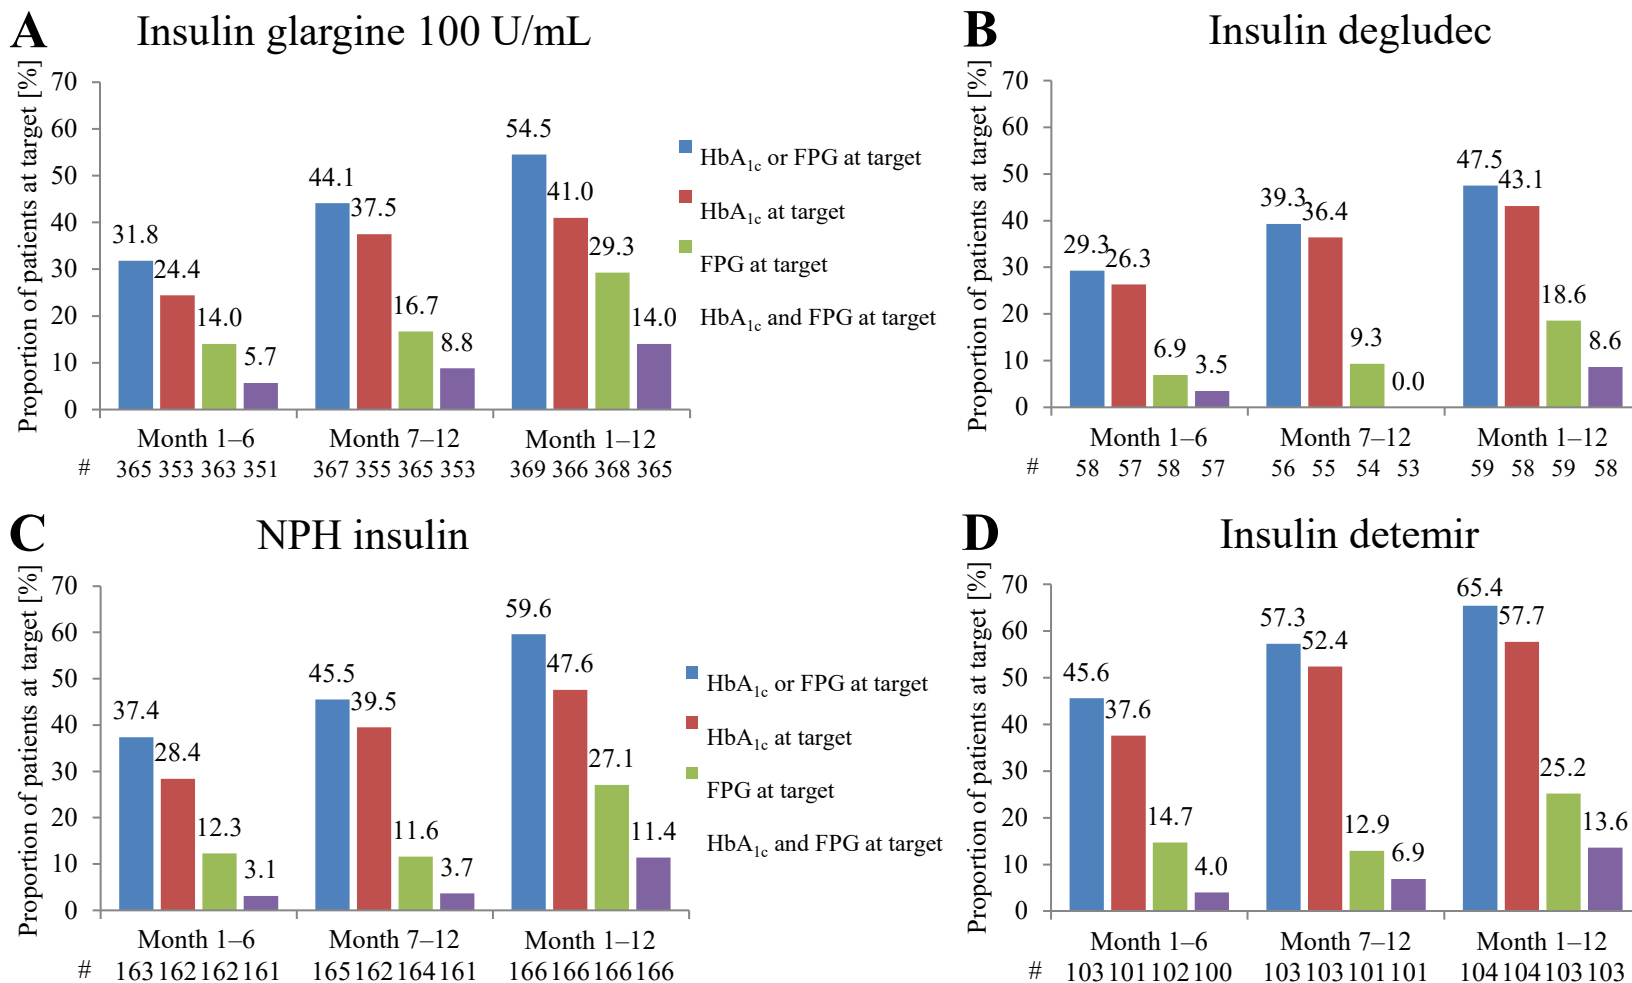 A Insulin glargine 100 U/mL
Proportion of patients at target [%]
70
60
50
40
30
20
10
0
31.8 24.4 14.0 5.7
44.1 37.5 16.7 8.8
54.5 41.0 29.3 14.0
Month 1–6 Month 7–12 Month 1–12
# 365 353 363 351 367 355 365 353 369 366 368 365
HbA1c or FPG at target
HbA1c at target
FPG at target
HbA1c and FPG at target
B Insulin degludec
Proportion of patients at target [%]
70
60
50
40
30
20
10
0
29.3 26.3 6.9 3.5
39.3 36.4 9.3 0.0
47.5 43.1 18.6 8.6
Month 1–6 Month 7–12 Month 1–12
# 58 57 58 57 56 55 54 53 59 58 59 58
C NPH insulin
Proportion of patients at target [%]
70
60
50
40
30
20
10
0
37.4 28.4 12.3 3.1
45.5 39.5 11.6 3.7
59.6 47.6 27.1 11.4
Month 1–6 Month 7–12 Month 1–12
# 163 162 162 161 165 162 164 161 166 166 166 166
HbA1c or FPG at target
HbA1c at target
FPG at target
HbA1c and FPG at target
D Insulin detemir
Proportion of patients at target [%]
70
60
50
40
30
20
10
0
45.6 37.6 14.7 4.0
57.3 52.4 12.9 6.9
65.4 57.7 25.2 13.6
Month 1–6 Month 7–12 Month 1–12
# 103 101 102 100 103 103 101 101 104 104 103 103